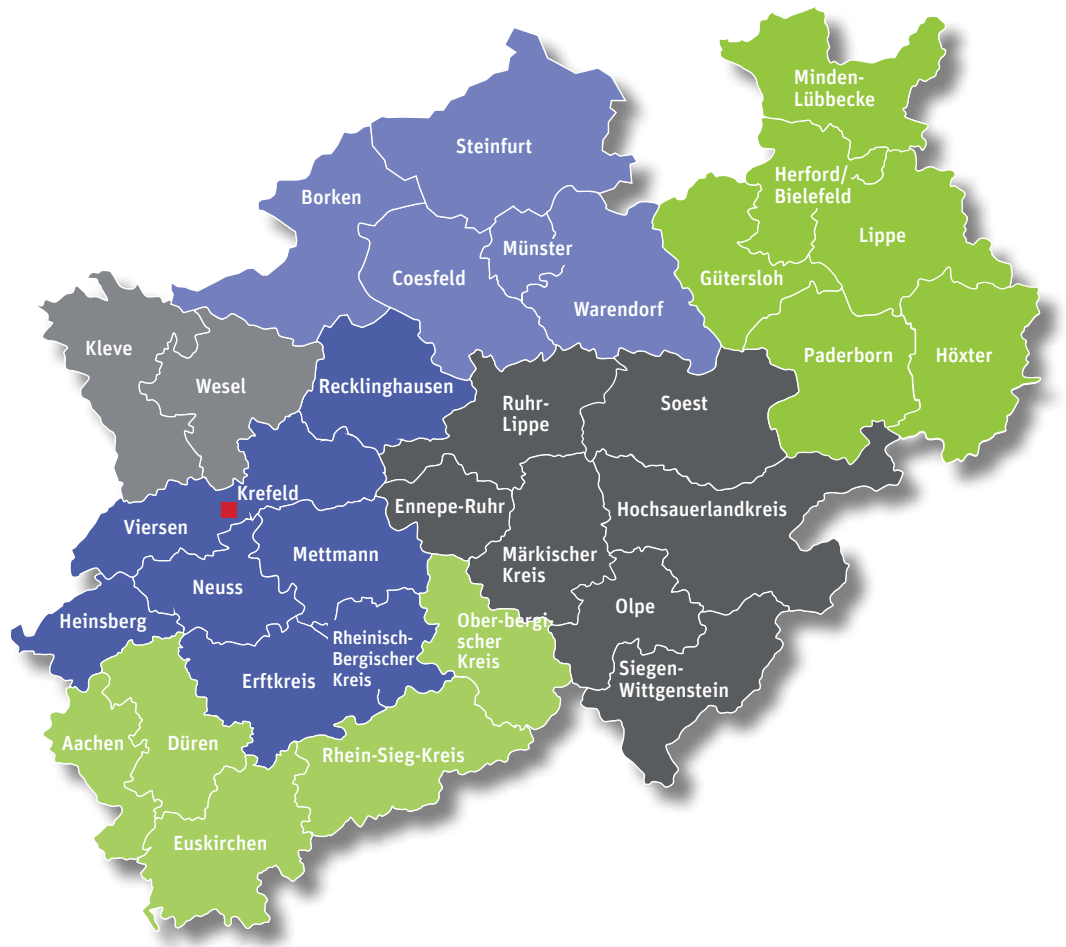 Minden-
Lübbecke
Steinfurt
Herford/
Bielefeld
Borken
Lippe
Münster
Coesfeld
Gütersloh
Warendorf
Kleve
Paderborn
Höxter
Wesel
Recklinghausen
Ruhr-
Lippe
Soest
Krefeld
Ennepe-Ruhr
Hochsauerlandkreis
Viersen
Mettmann
Märkischer
Kreis
Neuss
Olpe
Heinsberg
Ober-bergi-
scher
Kreis
Rheinisch-
Bergischer
Kreis
Erftkreis
Siegen-
Wittgenstein
Aachen
Düren
Rhein-Sieg-Kreis
Euskirchen